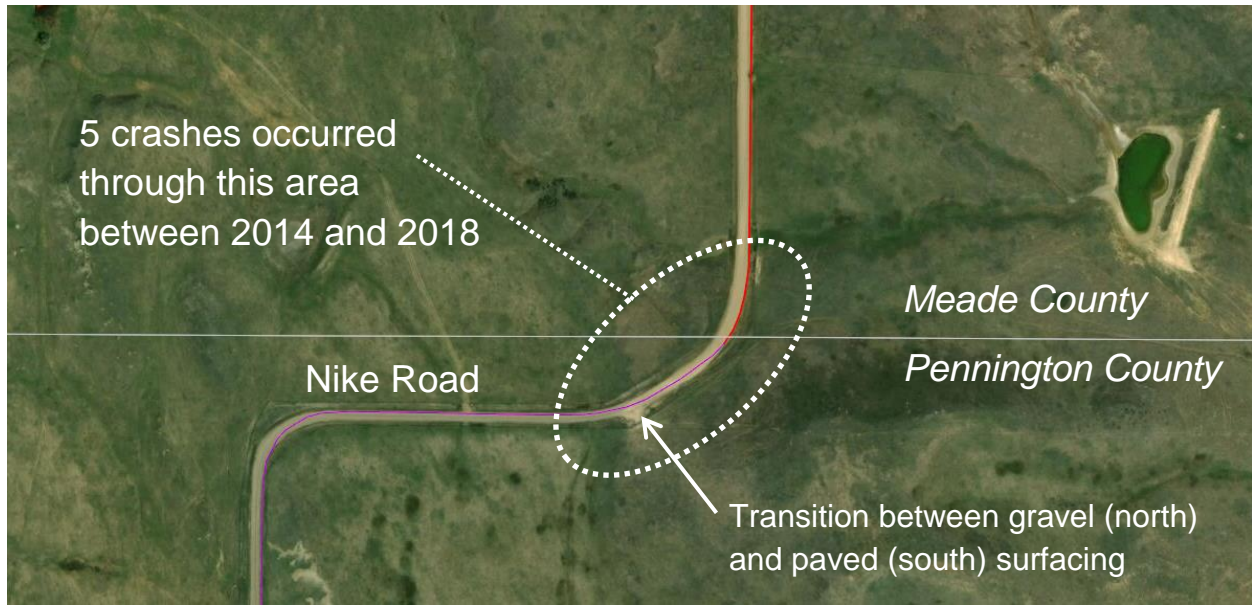 5 crashes occurred
through this area
between 2014 and 2018
Meade County
Pennington County
Nike Road
Transition between gravel (north)
and paved (south) surfacing